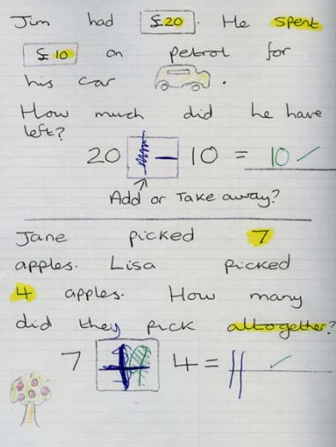 Jim had £20. He spent
£10 on petrol for
his car.
How much did he have
left?
20 - 10 = 10 ✓
Add or Take away?
Jane picked 7
apples. Lisa picked
4 apples. How many
did they pick altogether?
7 + 4 = 11 ✓